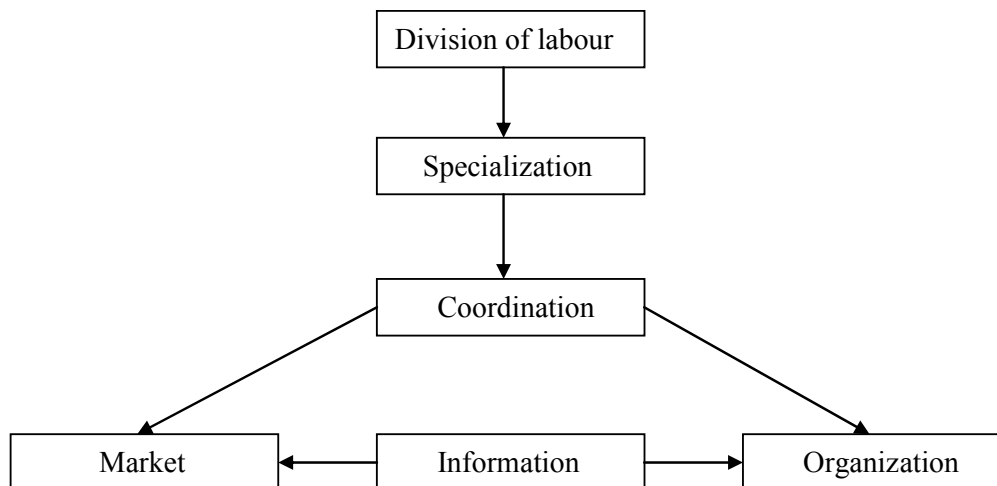 Division of labour
Specialization
Coordination
Market
Information
Organization